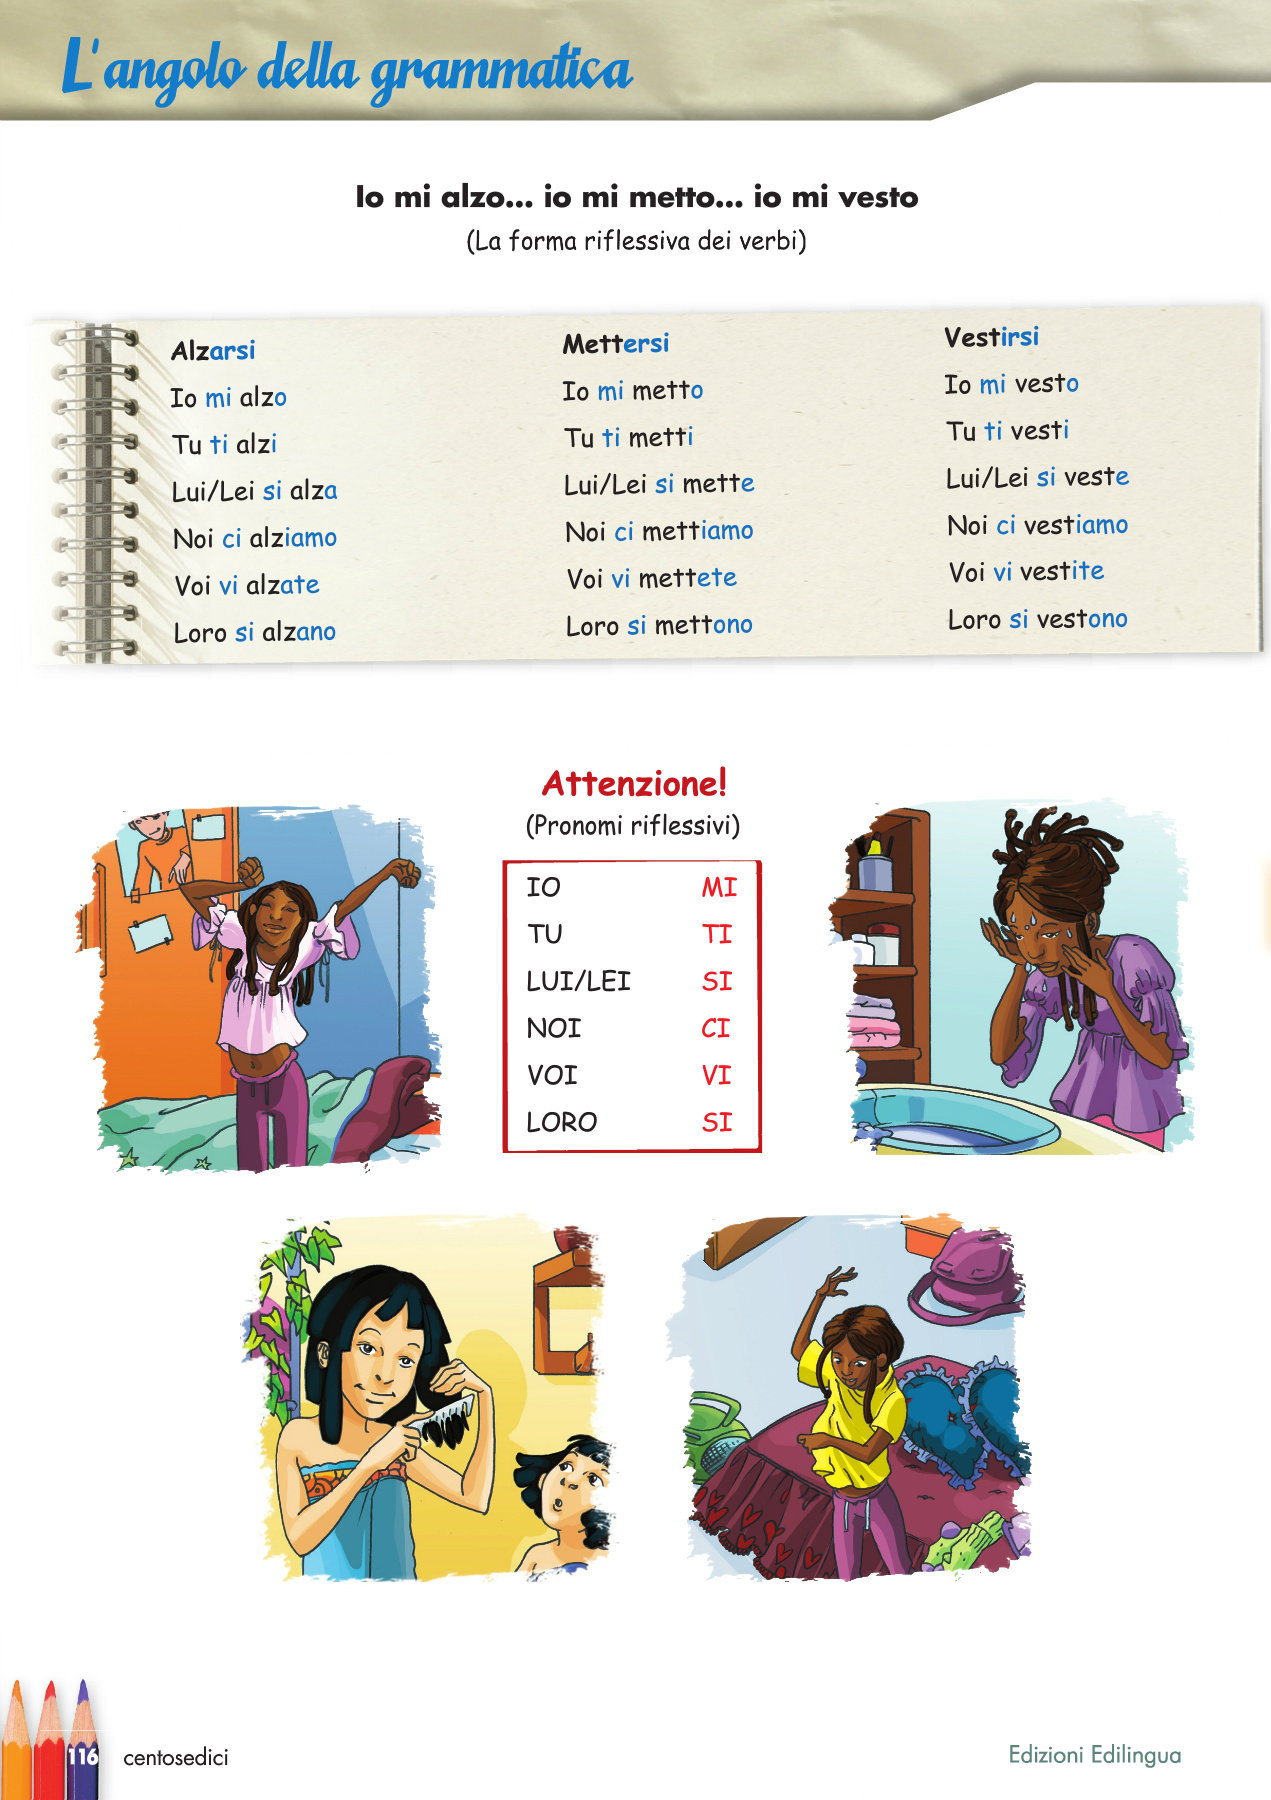 L'angolo della grammatica
Io mi alzo... io mi metto... io mi vesto
(La forma riflessiva dei verbi)
Alzarsi
Io mi alzo
Tu ti alzi
Lui/Lei si alza
Noi ci alziamo
Voi vi alzate
Loro si alzano
Mettersi
Io mi metto
Tu ti metti
Lui/Lei si mette
Noi ci mettiamo
Voi vi mettete
Loro si mettono
Vestirsi
Io mi vesto
Tu ti vesti
Lui/Lei si veste
Noi ci vestiamo
Voi vi vestite
Loro si vestono
Attenzione!
(Pronomi riflessivi)
IO MI
TU TI
LUI/LEI SI
NOI CI
VOI VI
LORO SI
116 centosedici
Edizioni Edilingua